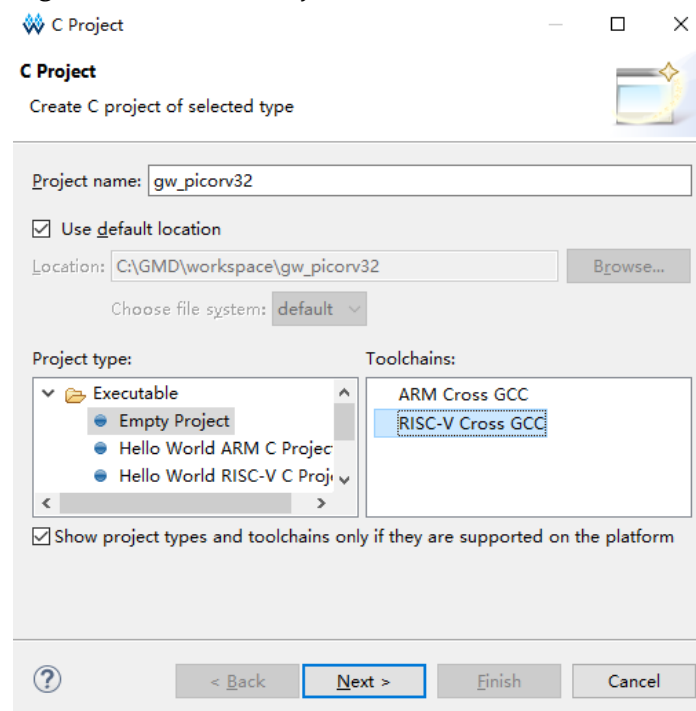 C Project
C Project
Create C project of selected type
Project name: gw_picorv32
Use default location
Location: C:\GMD\workspace\gw_picorv32 Browse...
Choose file system: default
Project type: Toolchains:
Executable
Empty Project
Hello World ARM C Projec
Hello World RISC-V C Proj
ARM Cross GCC
RISC-V Cross GCC
Show project types and toolchains only if they are supported on the platform
< Back Next > Finish Cancel